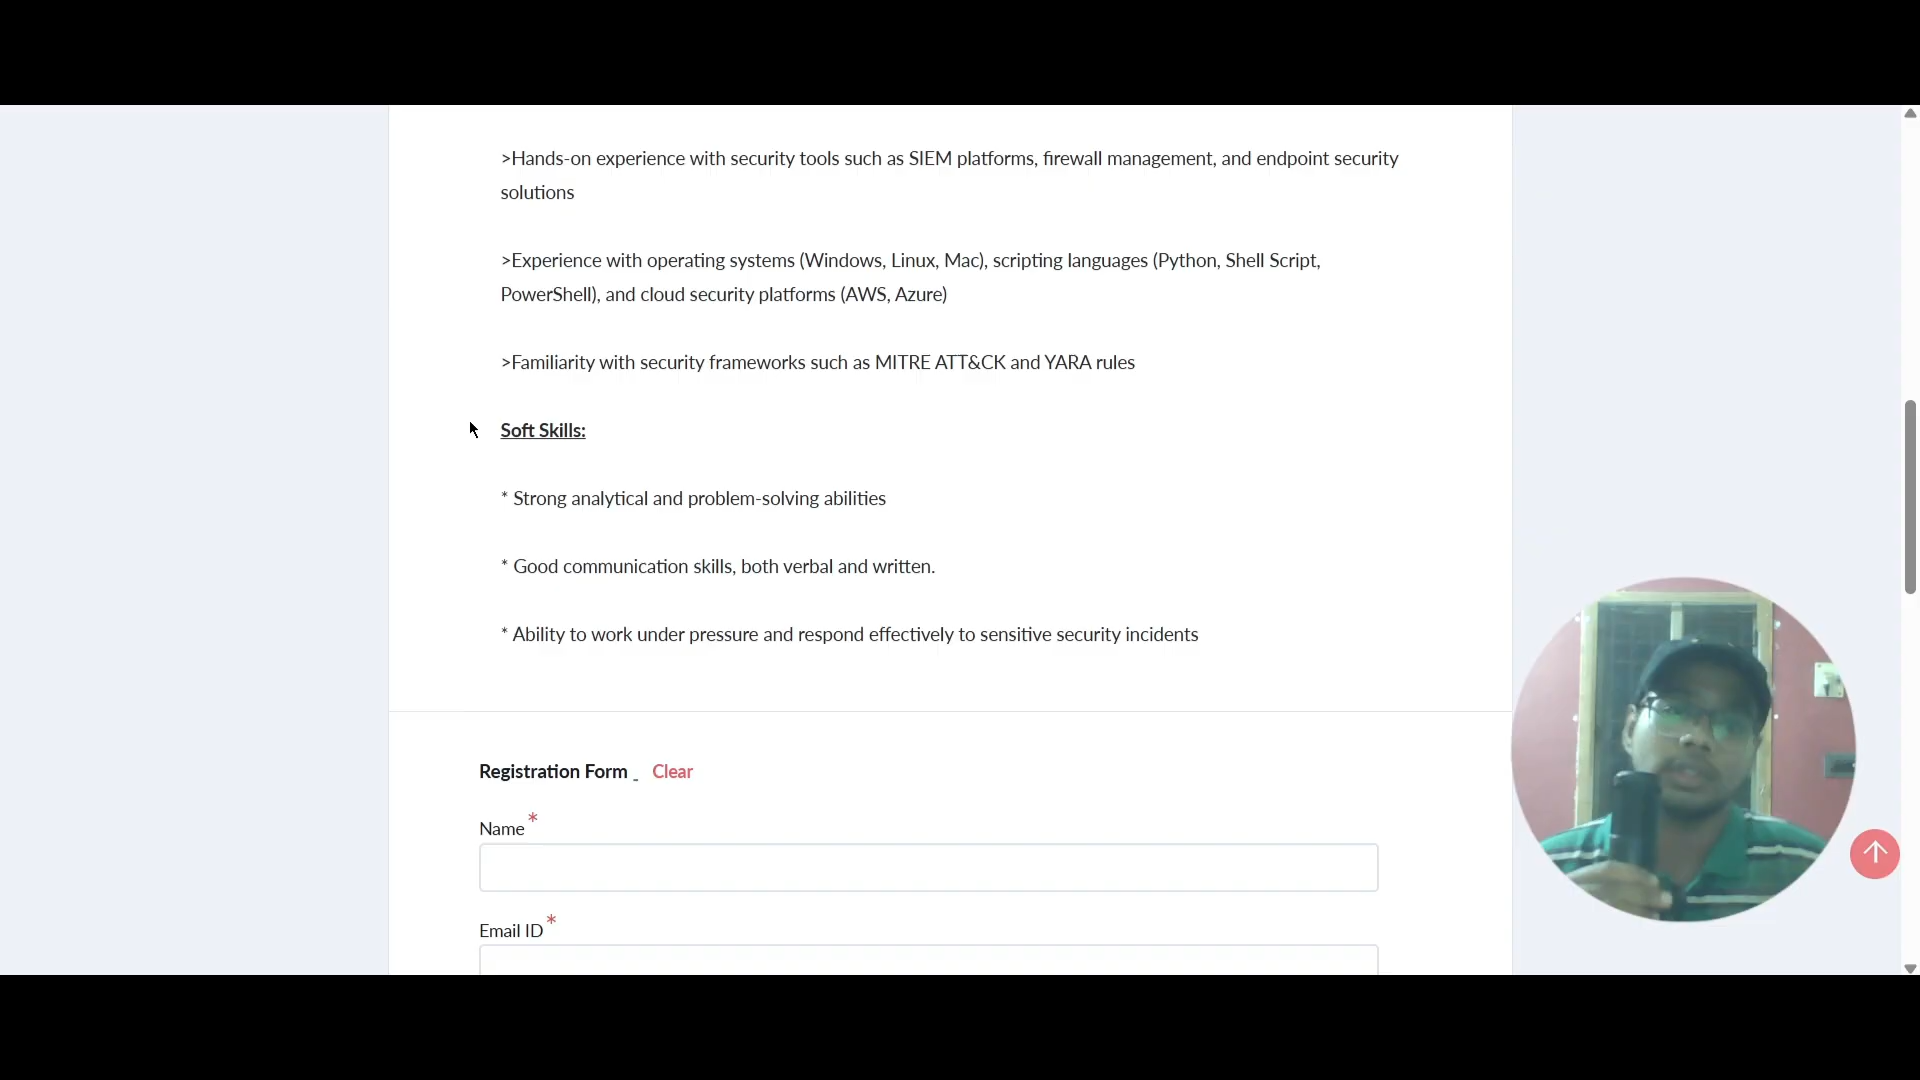 >Hands-on experience with security tools such as SIEM platforms, firewall management, and endpoint security
solutions
>Experience with operating systems (Windows, Linux, Mac), scripting languages (Python, Shell Script,
PowerShell), and cloud security platforms (AWS, Azure)
>Familiarity with security frameworks such as MITRE ATT&CK and YARA rules
Soft Skills:
* Strong analytical and problem-solving abilities
* Good communication skills, both verbal and written.
* Ability to work under pressure and respond effectively to sensitive security incidents
Registration Form _ Clear
Name *
Email ID *